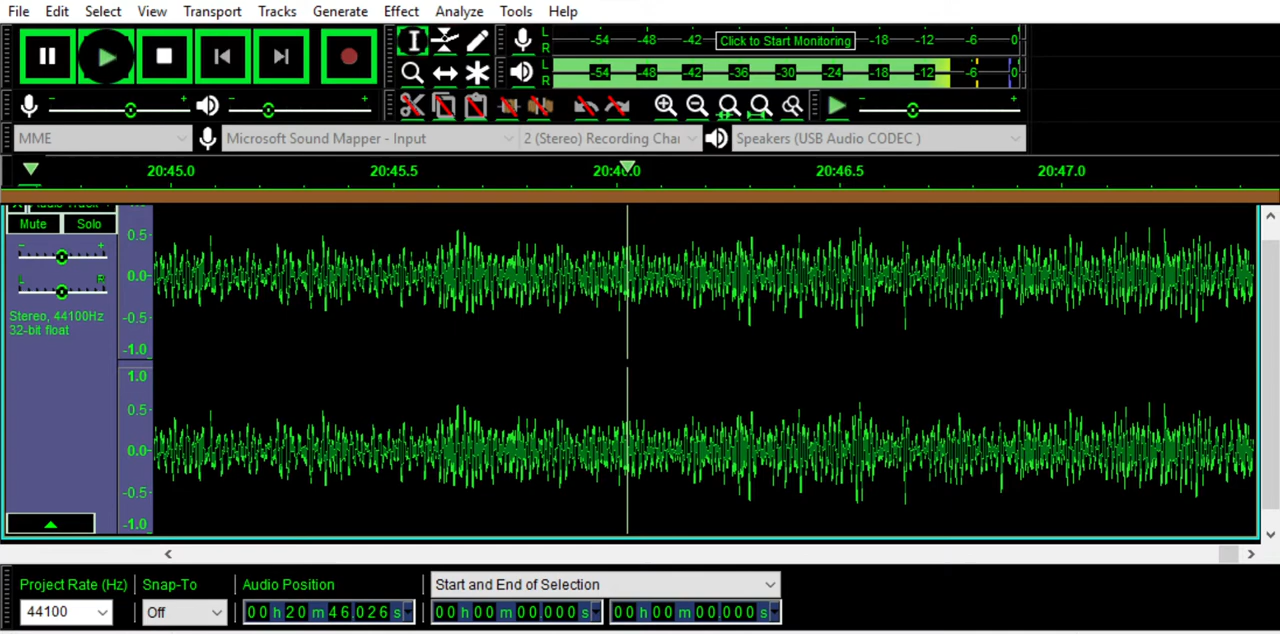 File Edit Select View Transport Tracks Generate Effect Analyze Tools Help
L R -54 -48 -42 Click to Start Monitoring -18 -12 -6 0
L R -54 -48 -42 -36 -30 -24 -18 -12 -6 0
MME Microsoft Sound Mapper - Input 2 (Stereo) Recording Chai Speakers (USB Audio CODEC )
20:45.0 20:45.5 20:46.0 20:46.5 20:47.0
Mute Solo
0.5
- +
0.0
L R
Stereo, 44100Hz
32-bit float
-0.5
-1.0
1.0
0.5
0.0
-0.5
-1.0
Project Rate (Hz) Snap-To Audio Position Start and End of Selection
44100 Off 00 h 20 m 46.026 s 00 h 00 m 00.000 s 00 h 00 m 00.000 s